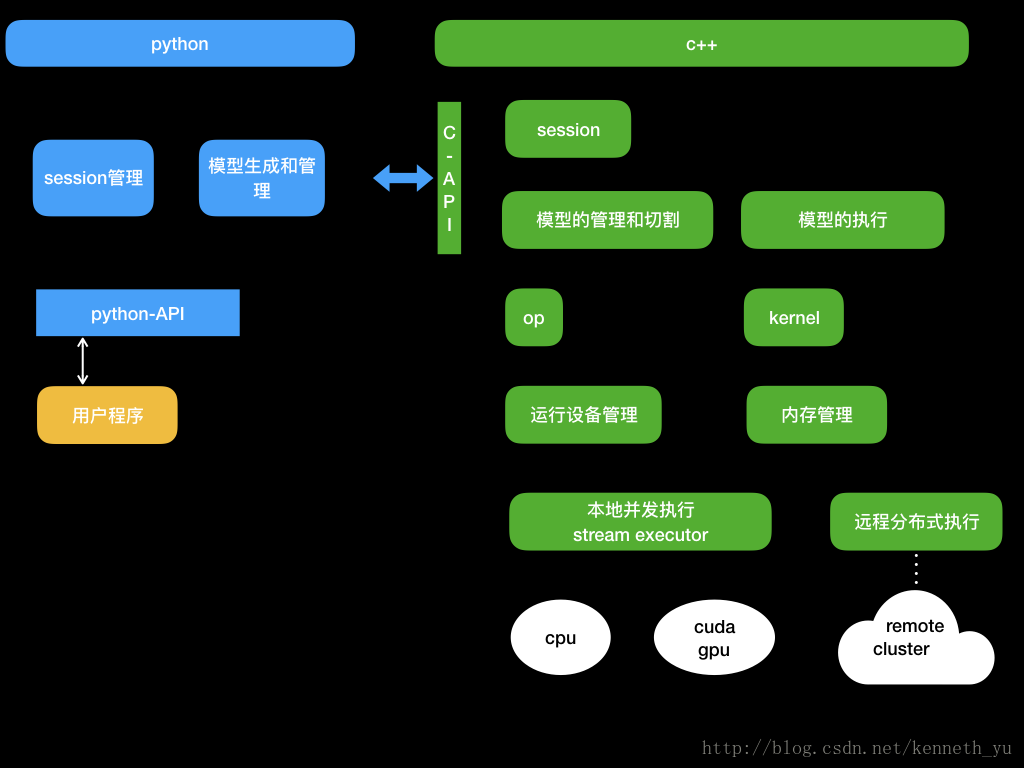 python
c++
session管理
模型生成和管
理
C
-
A
P
I
session
模型的管理和切割
模型的执行
python-API
op
kernel
用户程序
运行设备管理
内存管理
本地并发执行
stream executor
远程分布式执行
cpu
cuda
gpu
remote
cluster
http://blog.csdn.net/kenneth_yu